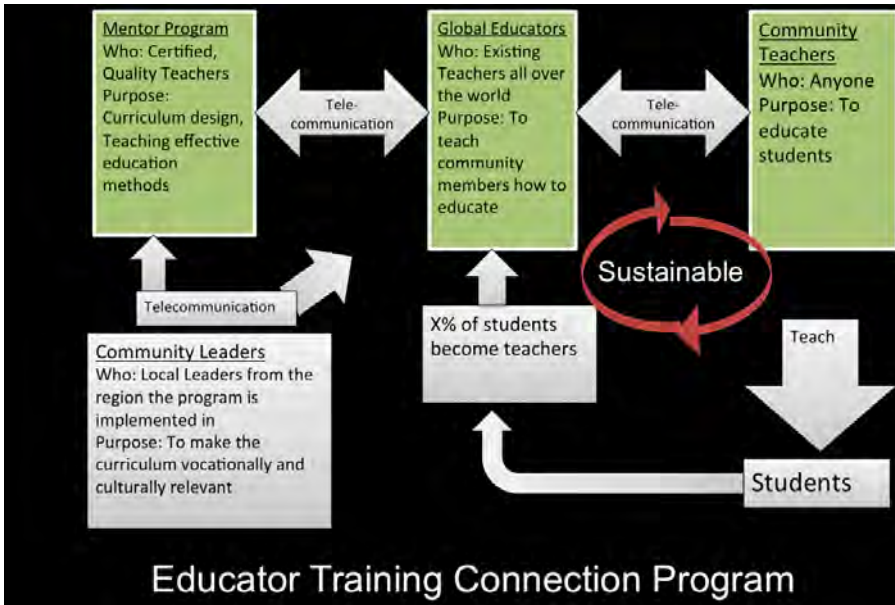 Mentor Program
Who: Certified,
Quality Teachers
Purpose:
Curriculum design,
Teaching effective
education
methods
Tele-
communication
Global Educators
Who: Existing
Teachers all over
the world
Purpose: To
teach
community
members how to
educate
Tele-
communication
Community
Teachers
Who: Anyone
Purpose: To
educate
students
Sustainable
Telecommunication
Community Leaders
Who: Local Leaders from the
region the program is
implemented in
Purpose: To make the
curriculum vocationally and
culturally relevant
X% of students
become teachers
Teach
Students
Educator Training Connection Program